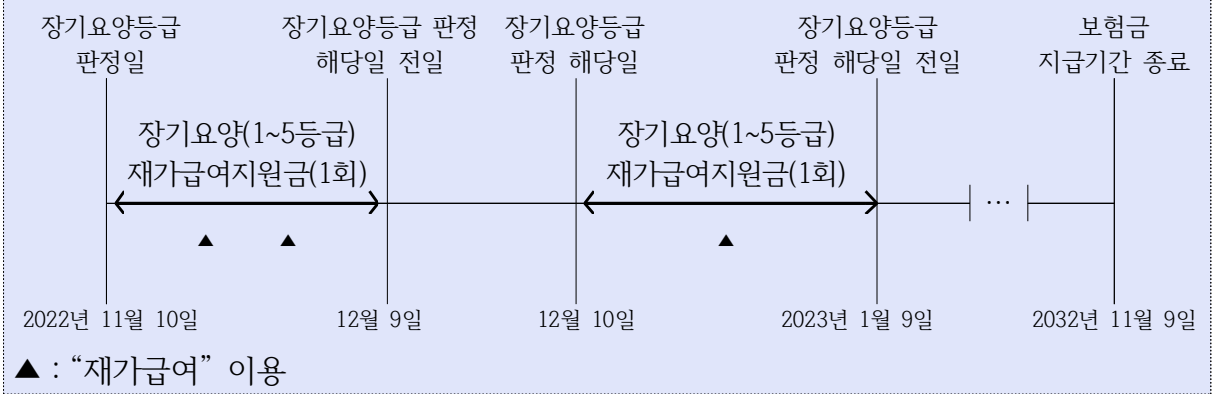 장기요양등급
판정일
장기요양등급 판정
해당일 전일
장기요양등급
판정 해당일
장기요양등급
판정 해당일 전일
보험금
지급기간 종료
장기요양(1~5등급)
재가급여지원금(1회)
장기요양(1~5등급)
재가급여지원금(1회)
…
2022년 11월 10일
12월 9일
12월 10일
2023년 1월 9일
2032년 11월 9일
▲ : “재가급여” 이용